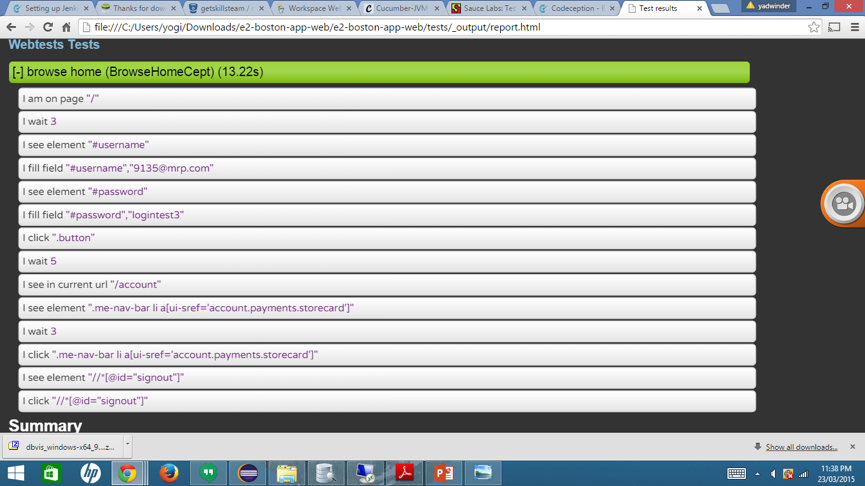 Setting up Jenk
Thanks for dow
getskillsteam /
Workspace Web
Cucumber-JVM
Sauce Labs: Tes
Codeception -
Test results
yadwinder
file:///C:/Users/yogi/Downloads/e2-boston-app-web/e2-boston-app-web/tests/_output/report.html
Webtests Tests
[-] browse home (BrowseHomeCept) (13.22s)
I am on page "/"
I wait 3
I see element "#username"
I fill field "#username","9135@mrp.com"
I see element "#password"
I fill field "#password","logintest3"
I click ".button"
I wait 5
I see in current url "/account"
I see element ".me-nav-bar li a[ui-sref='account.payments.storecard']"
I wait 3
I click ".me-nav-bar li a[ui-sref='account.payments.storecard']"
I see element "//*[@id="signout"]"
I click "//*[@id="signout"]"
Summary
dbvis_windows-x64_9....z...
Show all downloads...
11:38 PM
23/03/2015